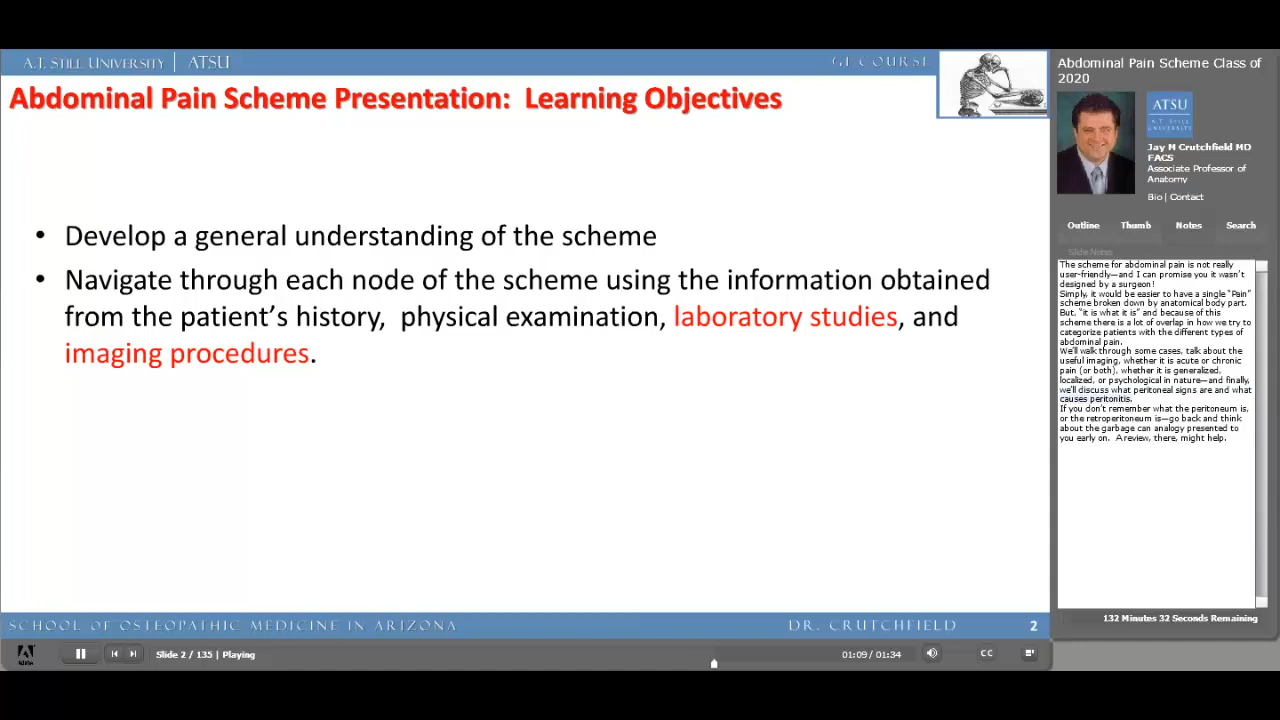 A.T. STILL UNIVERSITY | ATSU
GI COURSE
Abdominal Pain Scheme Presentation:  Learning Objectives
• Develop a general understanding of the scheme
• Navigate through each node of the scheme using the information obtained
from the patient’s history,  physical examination, laboratory studies, and
imaging procedures.
SCHOOL OF OSTEOPATHIC MEDICINE IN ARIZONA
DR. CRUTCHFIELD
2
Abdominal Pain Scheme Class of
2020
ATSU
A.T. STILL
UNIVERSITY
Jay M Crutchfield MD
FACS
Associate Professor of
Anatomy
Bio | Contact
Outline Thumb Notes Search
Slide Notes
The scheme for abdominal pain is not really
user-friendly—and I can promise you it wasn’t
designed by a surgeon!
Simply, it would be easier to have a single “Pain”
scheme broken down by anatomical body part.
But, “it is what it is” and because of this
scheme there is a lot of overlap in how we try to
categorize patients with the different types of
abdominal pain.
We’ll walk through some cases, talk about the
useful imaging, whether it is acute or chronic
pain (or both), whether it is generalized,
localized, or psychological in nature—and finally,
we’ll discuss what peritoneal signs are and what
causes peritonitis.
If you don’t remember what the peritoneum is,
or the retroperitoneum is—go back and think
about the garbage can analogy presented to
you early on.  A review, there, might help.
132 Minutes 32 Seconds Remaining
Adobe
Slide 2 / 135 | Playing
01:09 / 01:34
CC